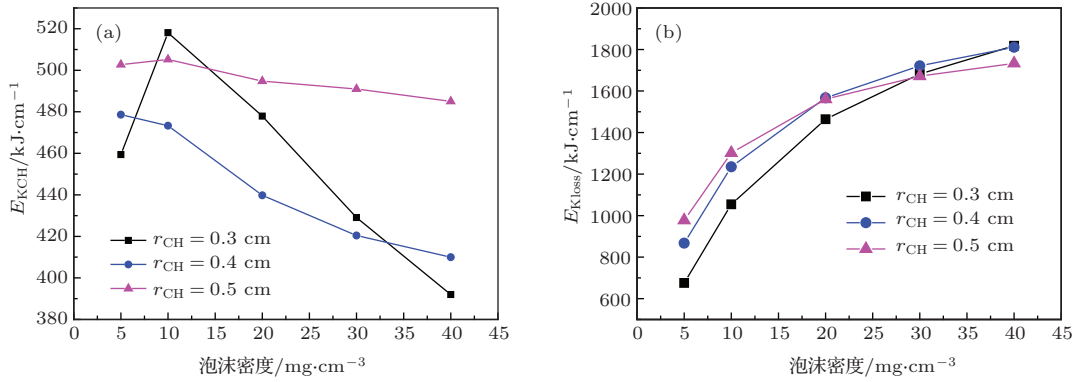 (a)
E_KCH/kJ·cm⁻¹
520
500
480
460
440
420
400
380
r_CH = 0.3 cm
r_CH = 0.4 cm
r_CH = 0.5 cm
0 5 10 15 20 25 30 35 40 45
泡沫密度/mg·cm⁻³
(b)
E_Kloss/kJ·cm⁻¹
2000
1800
1600
1400
1200
1000
800
600
r_CH = 0.3 cm
r_CH = 0.4 cm
r_CH = 0.5 cm
0 5 10 15 20 25 30 35 40 45
泡沫密度/mg·cm⁻³